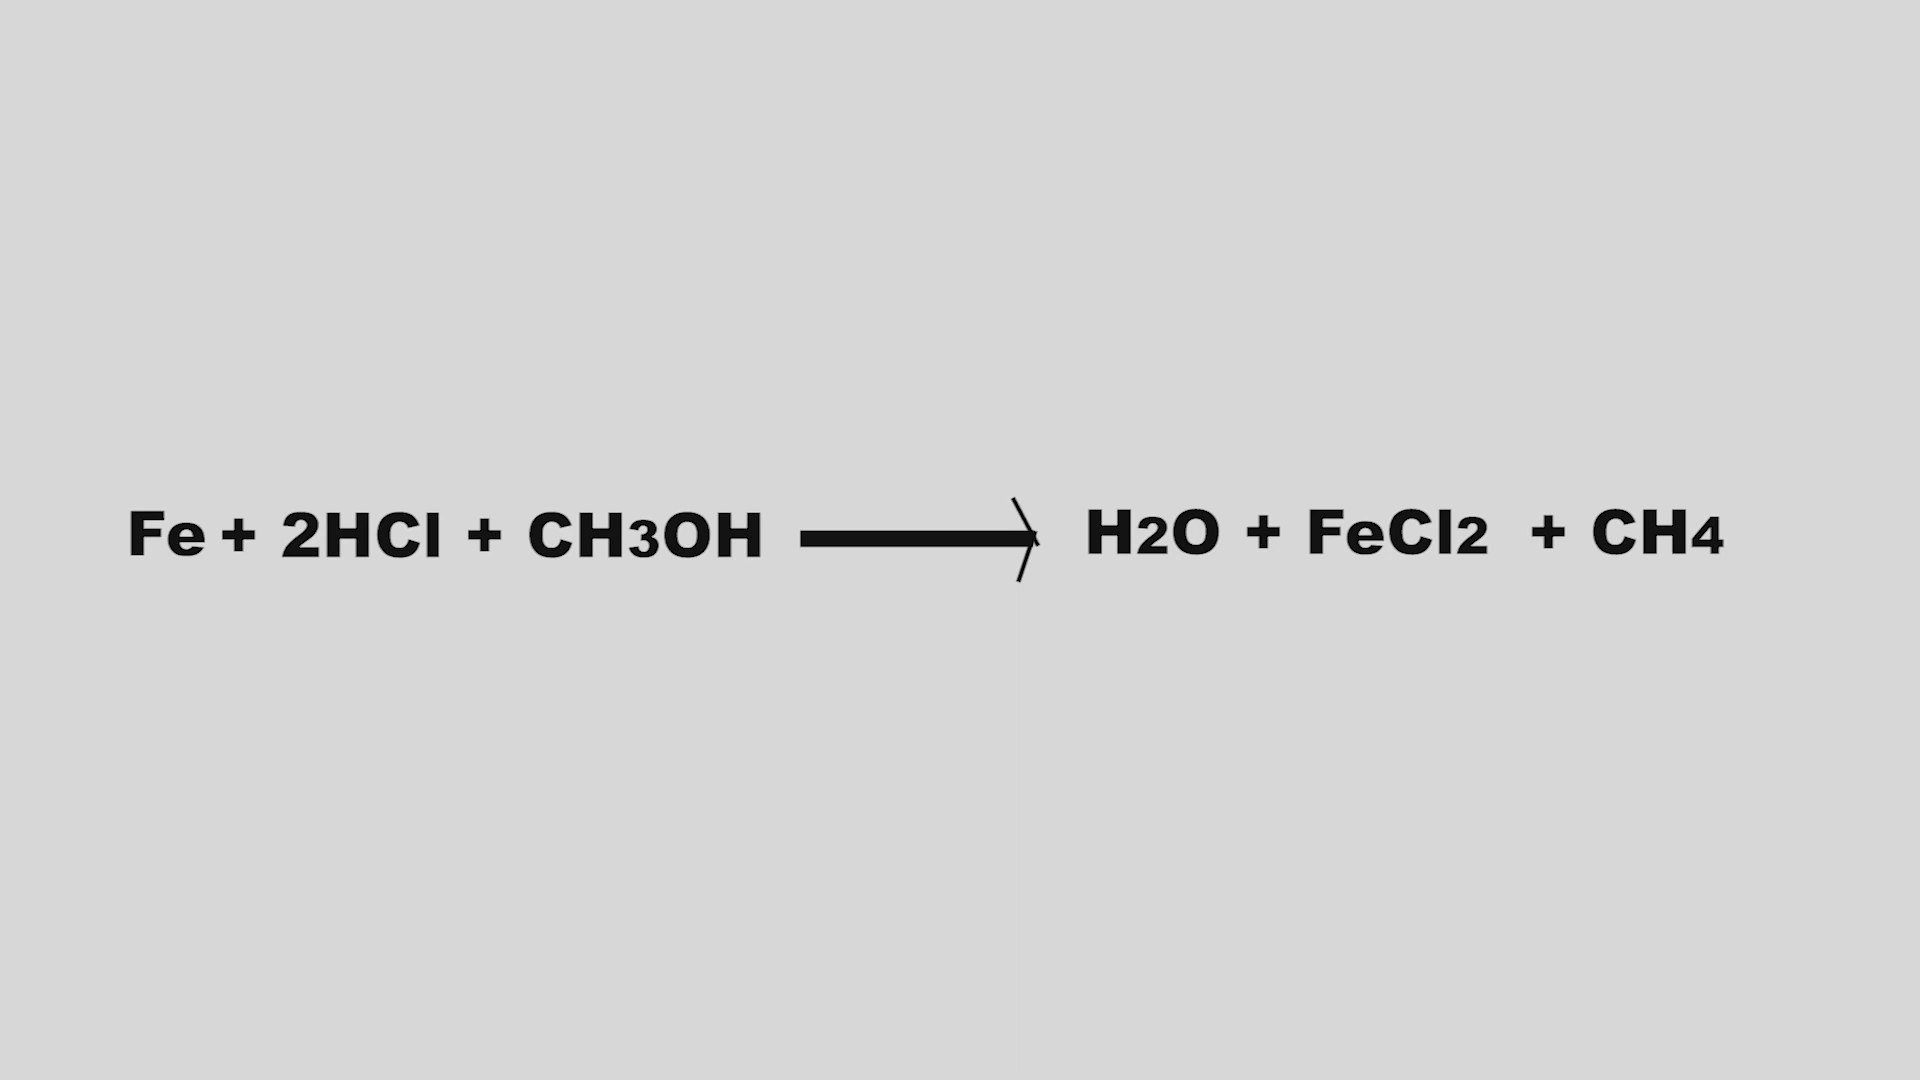 Fe + 2HCl + CH3OH → H2O + FeCl2 + CH4